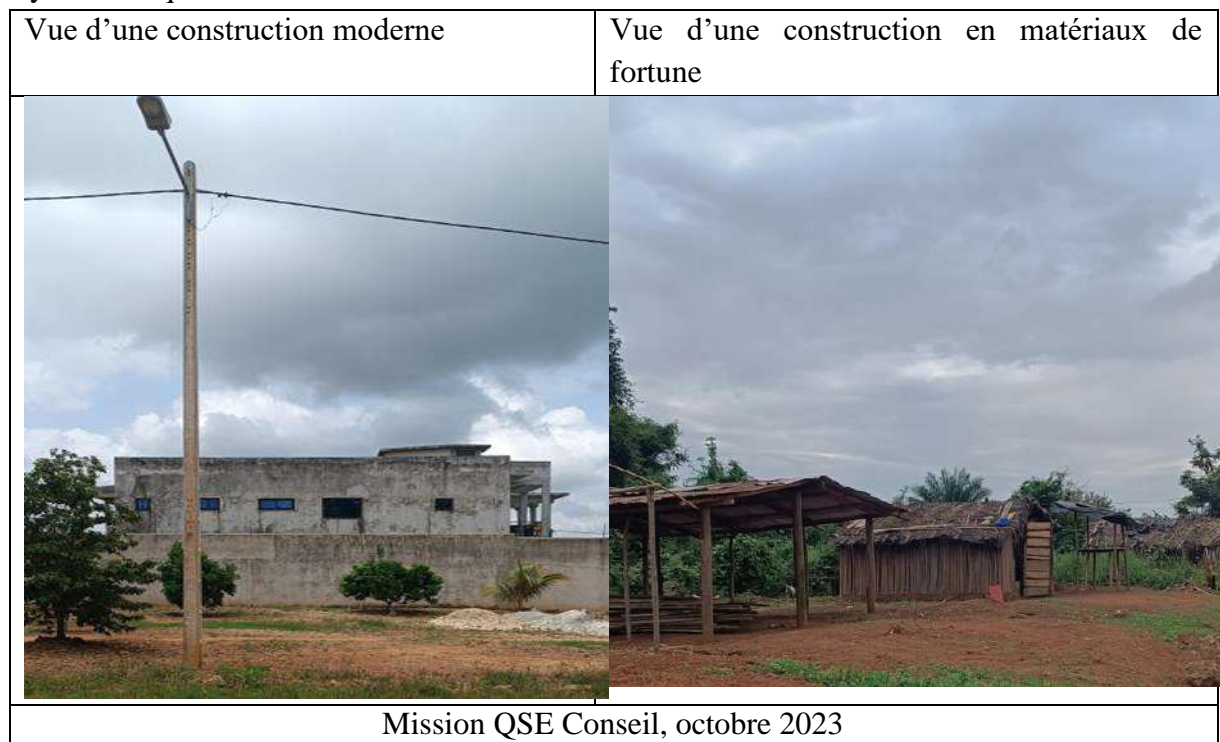 Vue d’une construction moderne
Vue d’une construction en matériaux de
fortune
Mission QSE Conseil, octobre 2023